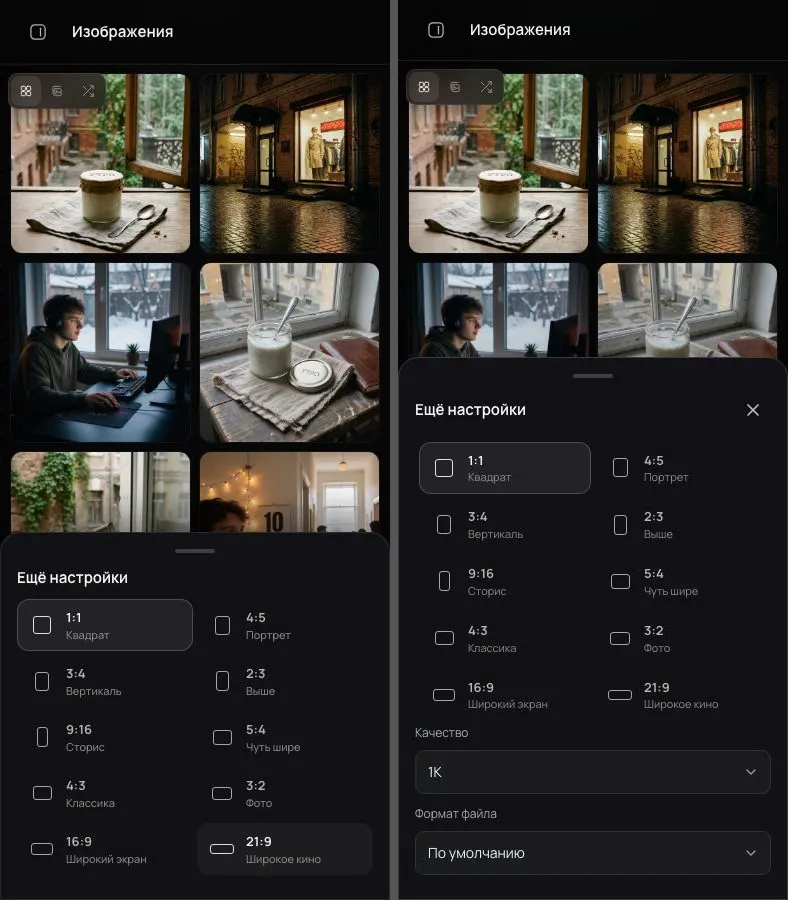 Изображения
УТРО
10
Ещё настройки
1:1
Квадрат
4:5
Портрет
3:4
Вертикаль
2:3
Выше
9:16
Сторис
5:4
Чуть шире
4:3
Классика
3:2
Фото
16:9
Широкий экран
21:9
Широкое кино
Изображения
Ещё настройки
1:1
Квадрат
4:5
Портрет
3:4
Вертикаль
2:3
Выше
9:16
Сторис
5:4
Чуть шире
4:3
Классика
3:2
Фото
16:9
Широкий экран
21:9
Широкое кино
Качество
1K
Формат файла
По умолчанию